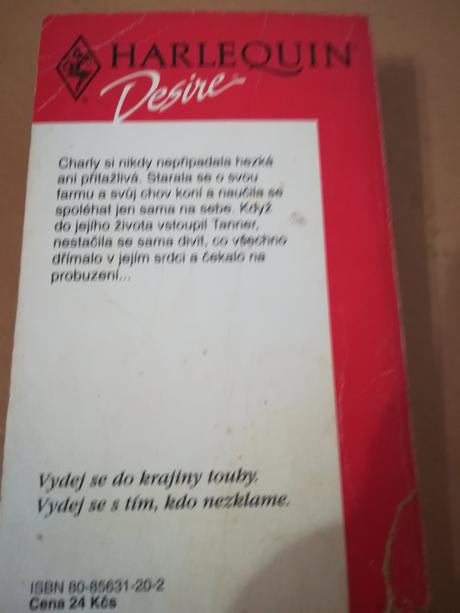 HARLEQUIN
Desire
Charly si nikdy nepřipadala hezká
ani přitažlivá. Starala se o svou
farmu a svůj chov koní a naučila se
spoléhat jen sama na sebe. Když
do jejího života vstoupil Tanner,
nestačila se sama divit, co všechno
dřímalo v jejím srdci a čekalo na
probuzení...
Vydej se do krajiny touhy.
Vydej se s tím, kdo nezklame.
ISBN 80-85631-20-2
Cena 24 Kčs